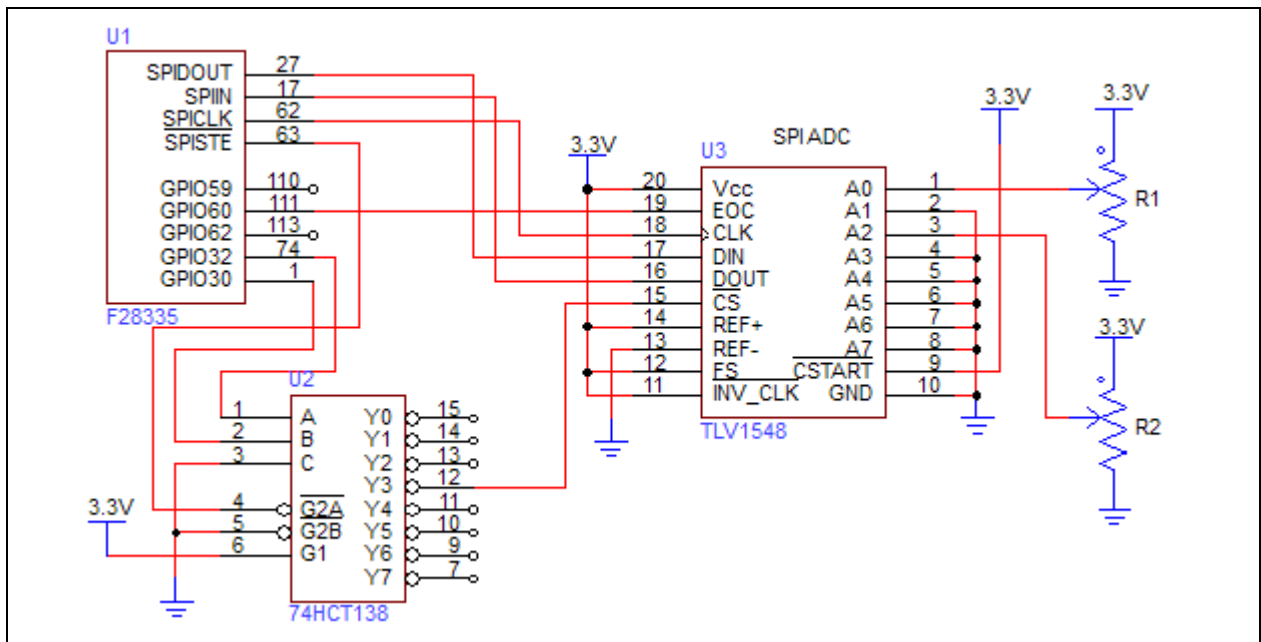 U1
SPIDOUT 27
SPIIN 17
SPICLK 62
SPISTE 63
GPIO59 110
GPIO60 111
GPIO62 113
GPIO32 74
GPIO30 1
F28335
U2
1 A Y0 15
2 B Y1 14
3 C Y2 13
Y3 12
4 G2A Y4 11
5 G2B Y5 10
6 G1 Y6 9
Y7 7
3.3V
74HCT138
3.3V
SPI ADC
U3
20 Vcc A0 1
19 EOC A1 2
18 CLK A2 3
17 DIN A3 4
16 DOUT A4 5
15 CS A5 6
14 REF+ A6 7
13 REF- A7 8
12 FS CSTART 9
11 INV_CLK GND 10
TLV1548
3.3V
3.3V
R1
3.3V
R2